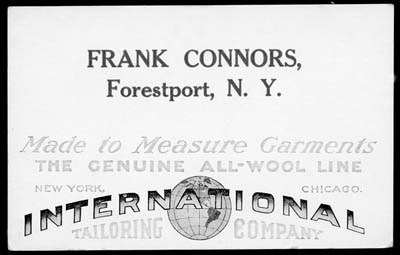 FRANK CONNORS,
Forestport, N. Y.
Made to Measure Garments
THE GENUINE ALL-WOOL LINE
NEW YORK, CHICAGO.
INTERNATIONAL
TAILORING COMPANY